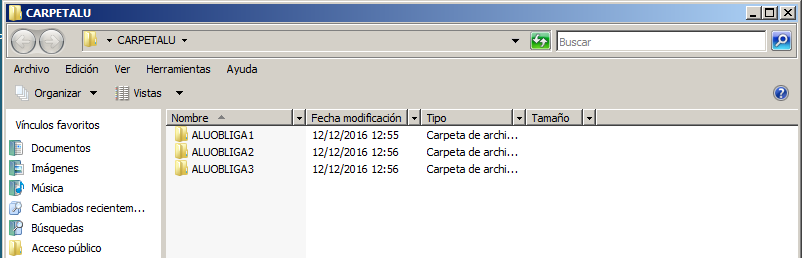 CARPETALU
CARPETALU
Buscar
Archivo Edición Ver Herramientas Ayuda
Organizar Vistas
Vínculos favoritos
Documentos
Imágenes
Música
Cambiados recientem...
Búsquedas
Acceso público
Nombre Fecha modificación Tipo Tamaño
ALUOBLIGA1 12/12/2016 12:55 Carpeta de archi...
ALUOBLIGA2 12/12/2016 12:56 Carpeta de archi...
ALUOBLIGA3 12/12/2016 12:56 Carpeta de archi...